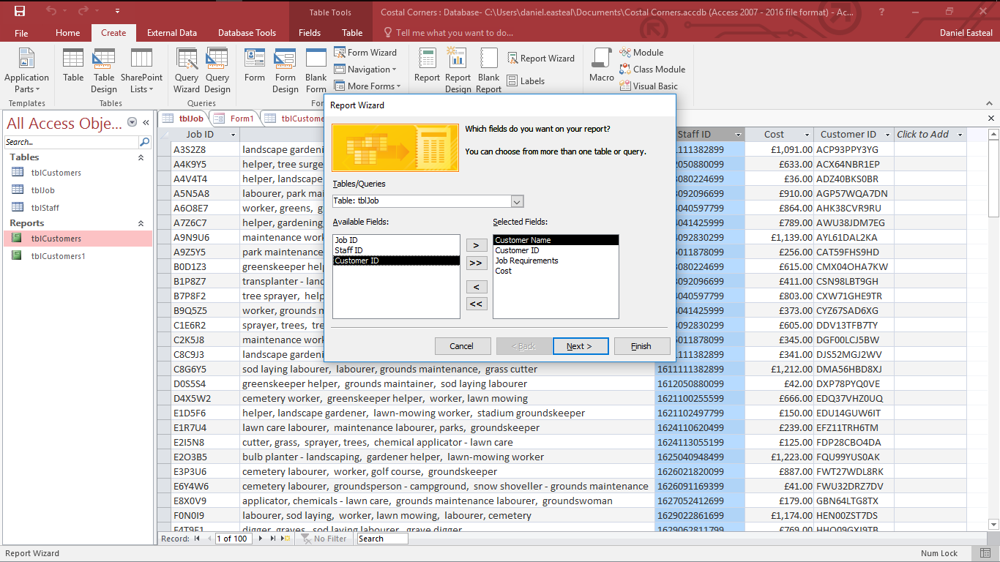 Table Tools
Costal Corners : Database- C:\Users\daniel.easteal\Documents\Costal Corners.accdb (Access 2007 - 2016 file format) - Ac...
?
File Home Create External Data Database Tools Fields Table Tell me what you want to do... Daniel Easteal
Application Parts
Table
Table Design
SharePoint Lists
Query Wizard
Query Design
Form
Form Design
Blank Form
Form Wizard
Navigation
More Forms
Report
Report Design
Blank Report
Report Wizard
Labels
Macro
Module
Class Module
Visual Basic
Templates Tables Queries For
All Access Obje...
Search...
Tables
tblCustomers
tblJob
tblStaff
Reports
tblCustomers
tblCustomers1
tblJob Form1 tblCustome
Job ID Staff ID Cost Customer ID Click to Add
A3S2Z8 landscape gardeni 111382899 £1,091.00 ACP93PPY3YG
A4K9Y5 helper, tree surge 2050880099 £633.00 ACX64NBR1EP
A4V4T4 helper, landscape 080224699 £36.00 ADZ40BKS0BR
A5N5A8 labourer, park mai 092096699 £910.00 AGP57WQA7DN
A6O8E7 worker, greens, g 4040597799 £864.00 AHK38CVR9RU
A7Z6C7 helper, gardening 4041425999 £789.00 AWU38JDM7EG
A9N9U6 maintenance work 4092830299 £1,139.00 AYL61DAL2KA
A9Z5Y5 park maintenance 5011878099 £256.00 CAT59FHS9HD
B0D1Z3 greenskeeper help 080224699 £615.00 CMX04OHA7KW
B1P8Z7 transplanter - land 092096699 £411.00 CSN98LBT9GH
B7P8F2 tree sprayer, help 4040597799 £803.00 CXW71GHE9TR
B9Q5Z5 worker, grounds m 4041425999 £373.00 CYZ67SAD6XG
C1E6R2 sprayer, trees, tre 4092830299 £605.00 DDV13TFB7TY
C2K5J8 maintenance work 5011878099 £345.00 DGF00LCJ5BW
C8C9J3 landscape gardeni 1111382899 £341.00 DJS52MGJ2WV
C8G6Y5 sod laying labourer, labourer, grounds maintenance, grass cutter 1611111382899 £1,212.00 DMA56HBD8XJ
D0S5S4 greenskeeper helper, grounds maintainer, sod laying labourer 1612050880099 £42.00 DXP78PYQ0VE
D4X5W2 cemetery worker, greenskeeper helper, worker, lawn mowing 1621100255599 £666.00 EDQ37VHZ0UQ
E1D5F6 helper, landscape gardener, lawn-mowing worker, stadium groundskeeper 1621102497799 £150.00 EDU14GUW6IT
E1R7U4 lawn care labourer, maintenance labourer, parks, groundskeeper 1624110620499 £239.00 EFZ11TRH6TM
E2I5N8 cutter, grass, sprayer, trees, chemical applicator - lawn care 1624113055199 £125.00 FDP28CBO4DA
E2O3B5 bulb planter - landscaping, gardener helper, lawn-mowing worker 1625040948499 £1,223.00 FQU99YUS0AK
E3P3U6 cemetery labourer, worker, golf course, groundskeeper 1626021820099 £887.00 FWT27WDL8RK
E6Y4W6 cemetery labourer, groundsperson - campground, snow shoveller - grounds maintenance 1626091169399 £41.00 FWU32DRZ7DV
E8X0V9 applicator, chemicals - lawn care, grounds maintenance labourer, groundswoman 1627052412699 £179.00 GBN64LTG8TX
F0N0I9 labourer, sod laying, worker, lawn mowing, labourer, cemetery 1629022861099 £1,174.00 HEN00ZST7DS
F4T9E1 digger, graves, sod laying labourer, grave digger 1629062811799 £769.00 HHO09GXI9TB
Report Wizard
Which fields do you want on your report?
You can choose from more than one table or query.
Tables/Queries
Table: tblJob
Available Fields: Selected Fields:
Job ID
Staff ID
Customer ID
>
>>
<
<<
Customer Name
Customer ID
Job Requirements
Cost
Cancel < Back Next > Finish
Record: 1 of 100 No Filter Search
Report Wizard Num Lock